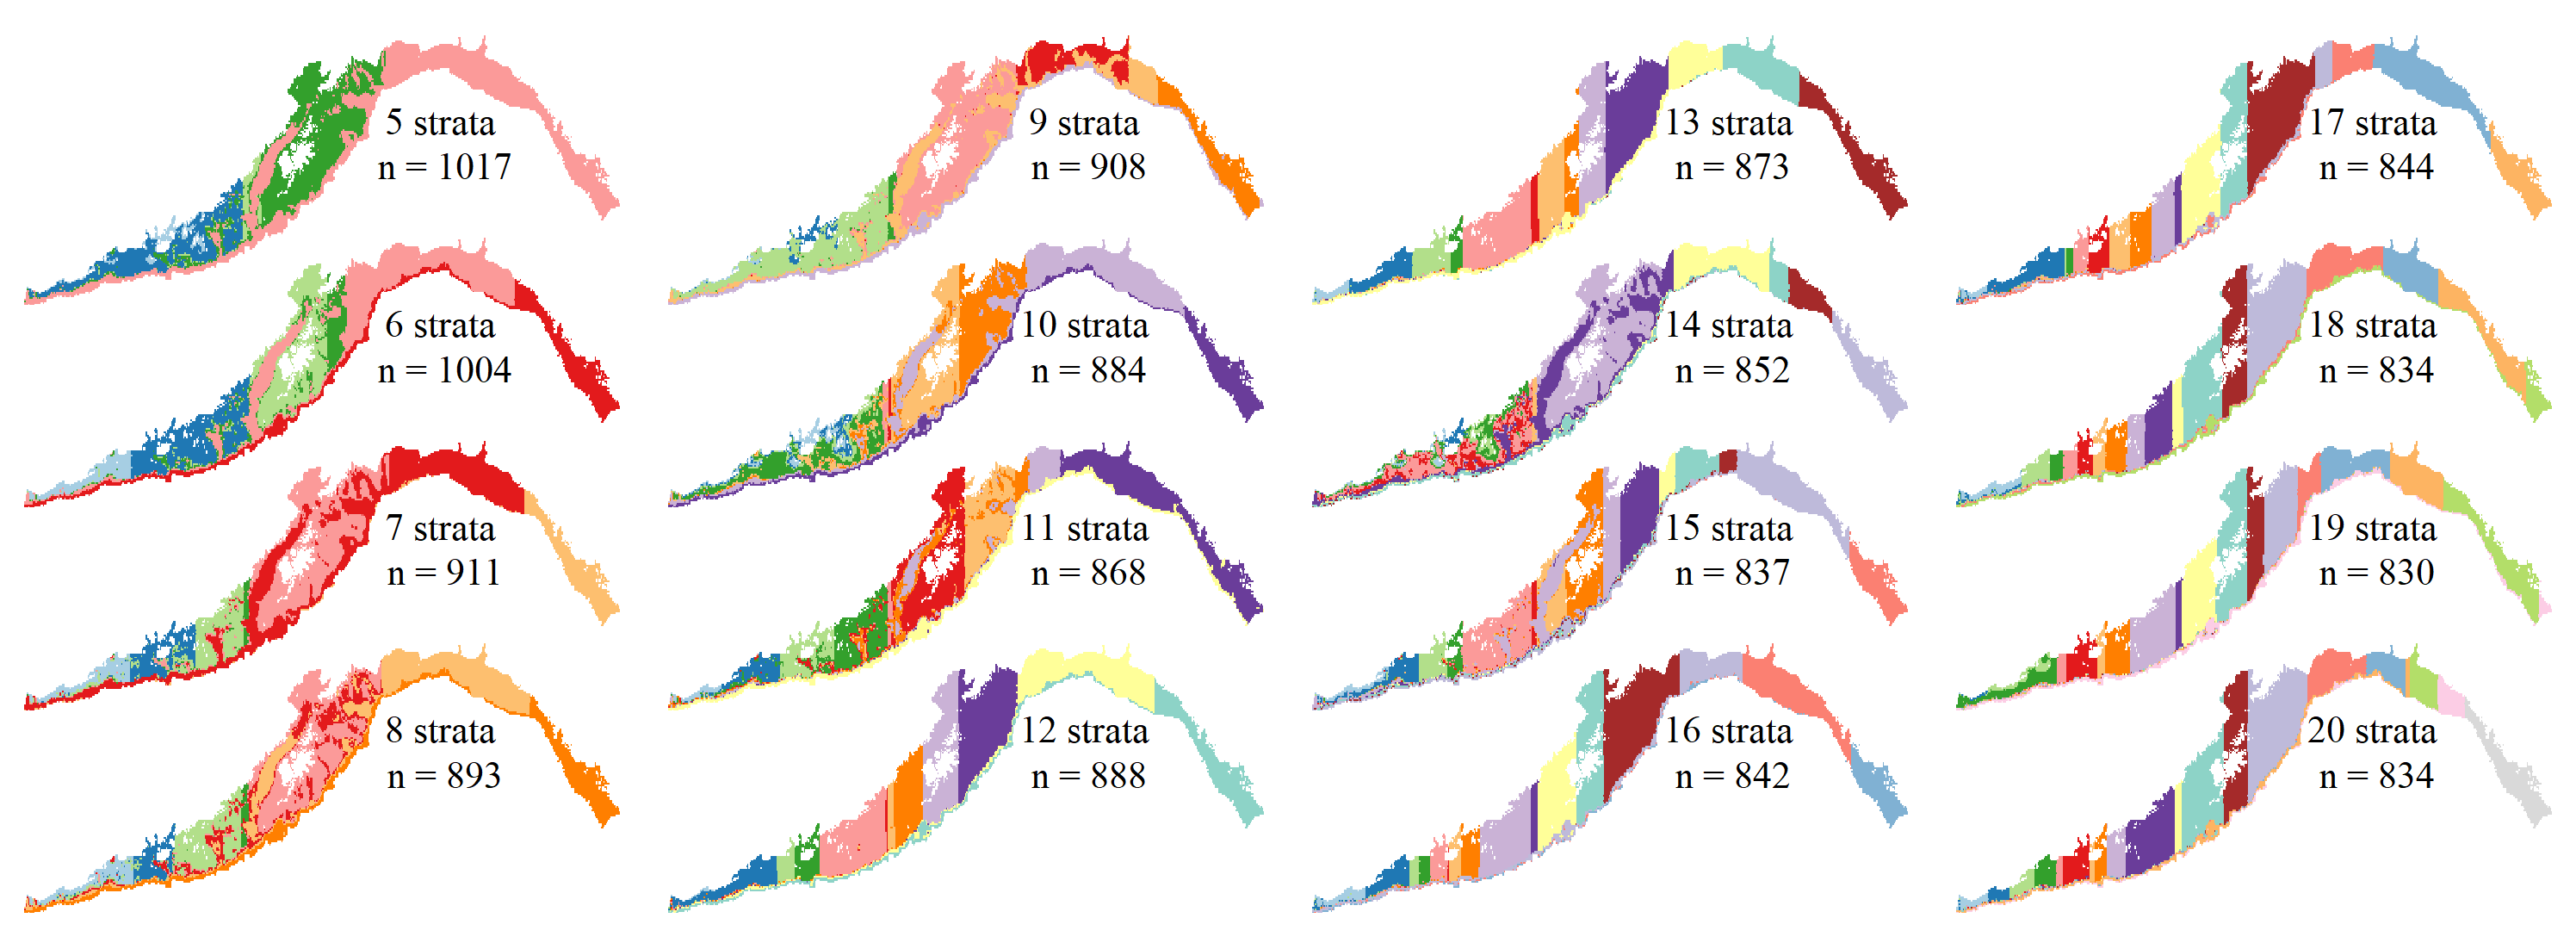 5 strata
n = 1017
6 strata
n = 1004
7 strata
n = 911
8 strata
n = 893
9 strata
n = 908
10 strata
n = 884
11 strata
n = 868
12 strata
n = 888
13 strata
n = 873
14 strata
n = 852
15 strata
n = 837
16 strata
n = 842
17 strata
n = 844
18 strata
n = 834
19 strata
n = 830
20 strata
n = 834